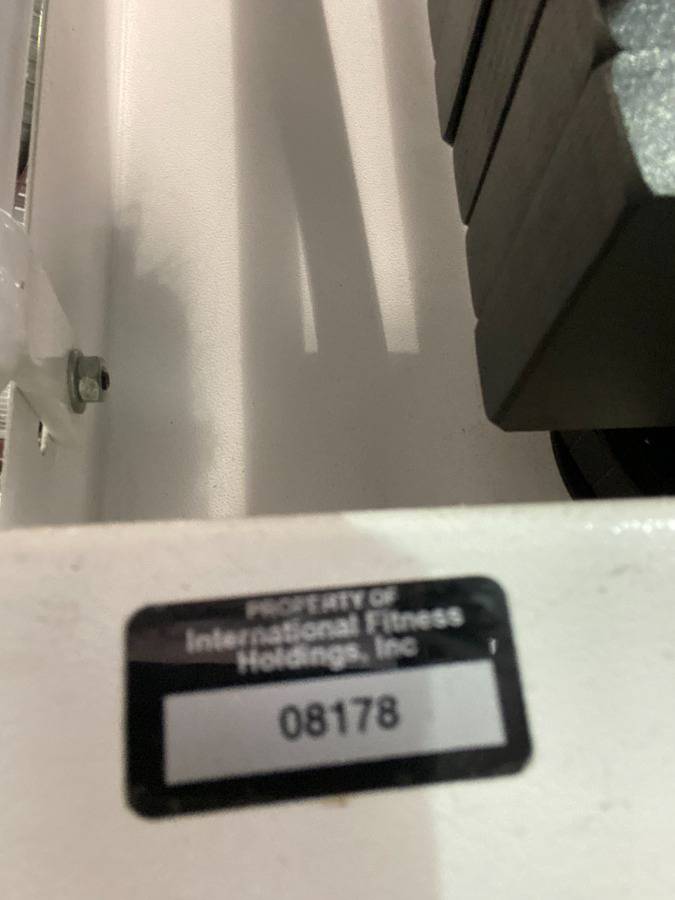 PROPERTY OF
International Fitness
Holdings, Inc
08178